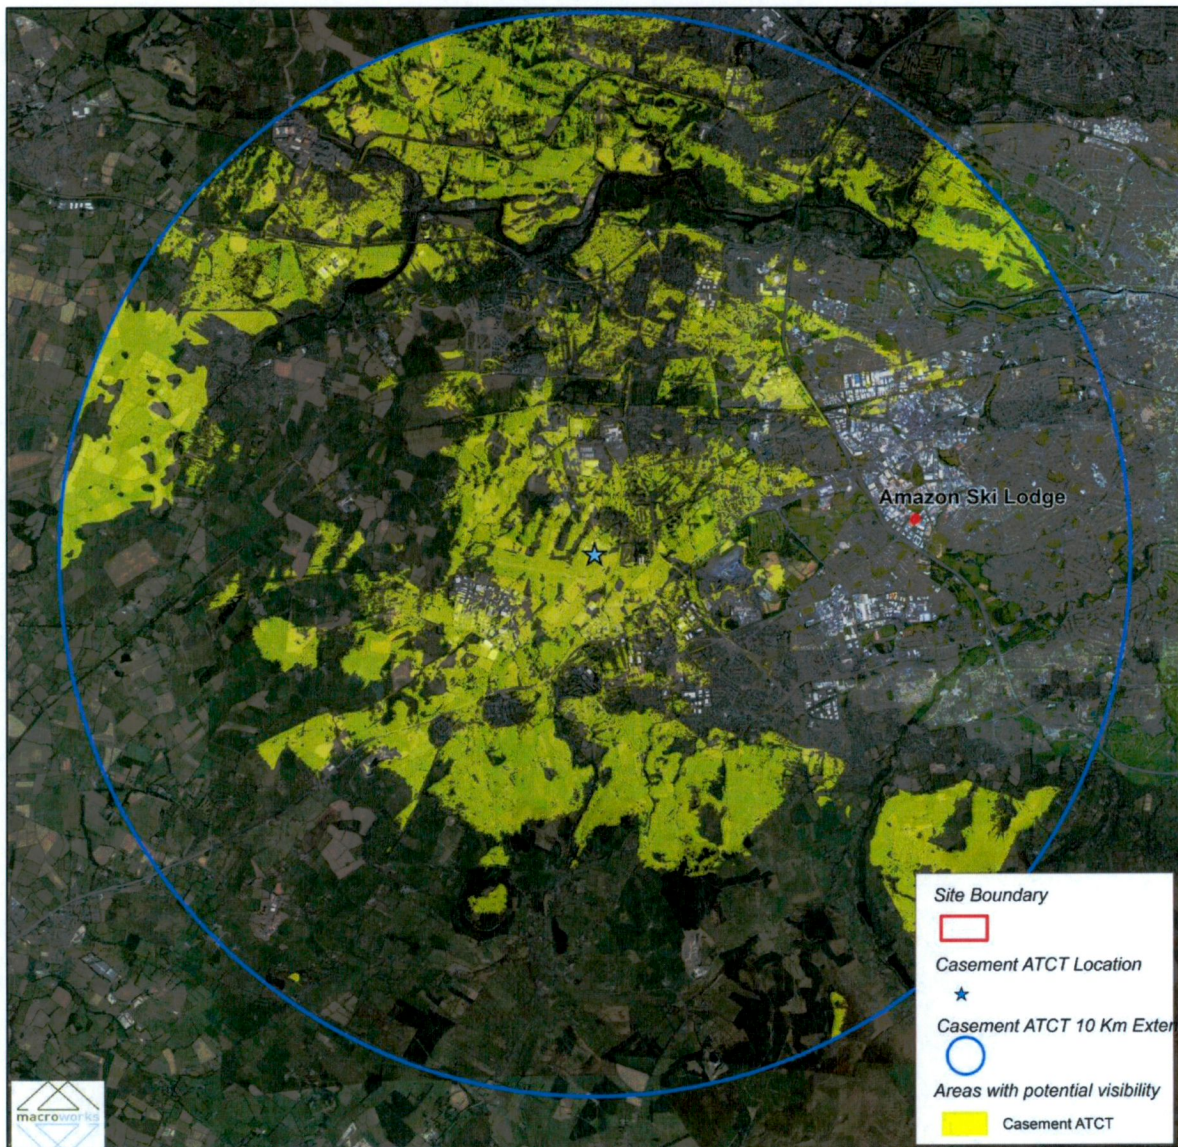 Amazon Ski Lodge
Site Boundary
Casement ATCT Location
Casement ATCT 10 Km Exten
Areas with potential visibility
Casement ATCT
macroworks